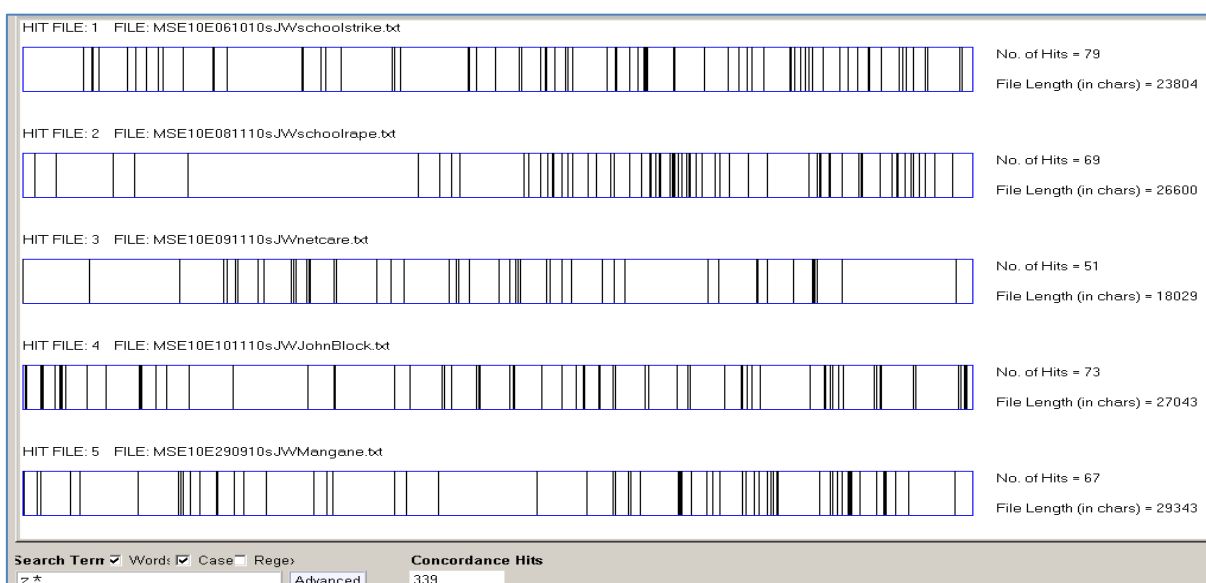 HIT FILE: 1 FILE: MSE10E061010sJWschoolstrike.txt
No. of Hits = 79
File Length (in chars) = 23804
HIT FILE: 2 FILE: MSE10E081110sJWschoolrape.txt
No. of Hits = 69
File Length (in chars) = 26600
HIT FILE: 3 FILE: MSE10E091110sJWnetcare.txt
No. of Hits = 51
File Length (in chars) = 18029
HIT FILE: 4 FILE: MSE10E101110sJWJohnBlock.txt
No. of Hits = 73
File Length (in chars) = 27043
HIT FILE: 5 FILE: MSE10E290910sJWMangane.txt
No. of Hits = 67
File Length (in chars) = 29343
Search Term Words Case Regex Concordance Hits
z* Advanced 339